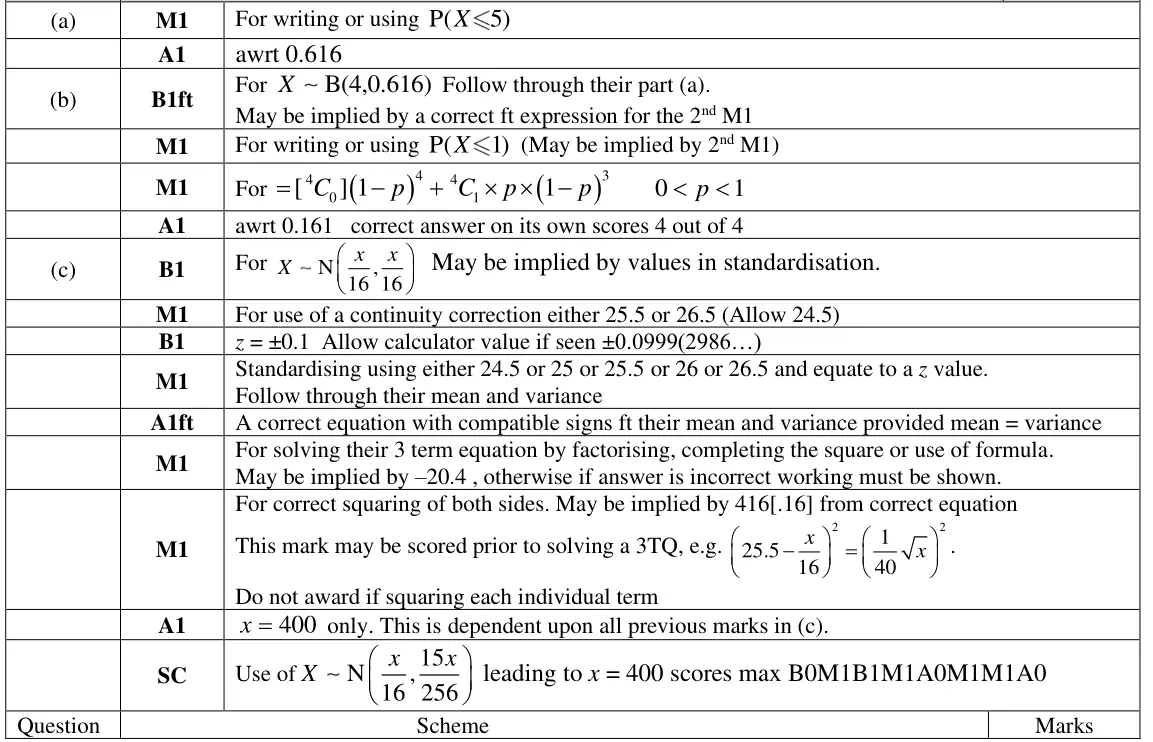 (a) M1 For writing or using P(X⩽5)
A1 awrt 0.616
(b) B1ft For X ~ B(4,0.616) Follow through their part (a).
May be implied by a correct ft expression for the 2nd M1
M1 For writing or using P(X⩽1) (May be implied by 2nd M1)
M1 For =[⁴C₀](1−p)⁴ + ⁴C₁×p×(1−p)³ 0<p<1
A1 awrt 0.161 correct answer on its own scores 4 out of 4
(c) B1 For X ~ N(x/16, x/16) May be implied by values in standardisation.
M1 For use of a continuity correction either 25.5 or 26.5 (Allow 24.5)
B1 z = ±0.1 Allow calculator value if seen ±0.0999(2986…)
M1 Standardising using either 24.5 or 25 or 25.5 or 26 or 26.5 and equate to a z value.
Follow through their mean and variance
A1ft A correct equation with compatible signs ft their mean and variance provided mean = variance
M1 For solving their 3 term equation by factorising, completing the square or use of formula.
May be implied by –20.4 , otherwise if answer is incorrect working must be shown.
M1 For correct squaring of both sides. May be implied by 416[.16] from correct equation
This mark may be scored prior to solving a 3TQ, e.g. (25.5−x/16)² = (1/40 √x)².
Do not award if squaring each individual term
A1 x = 400 only. This is dependent upon all previous marks in (c).
SC Use of X ~ N(x/16, 15x/256) leading to x = 400 scores max B0M1B1M1A0M1M1A0
Question Scheme Marks